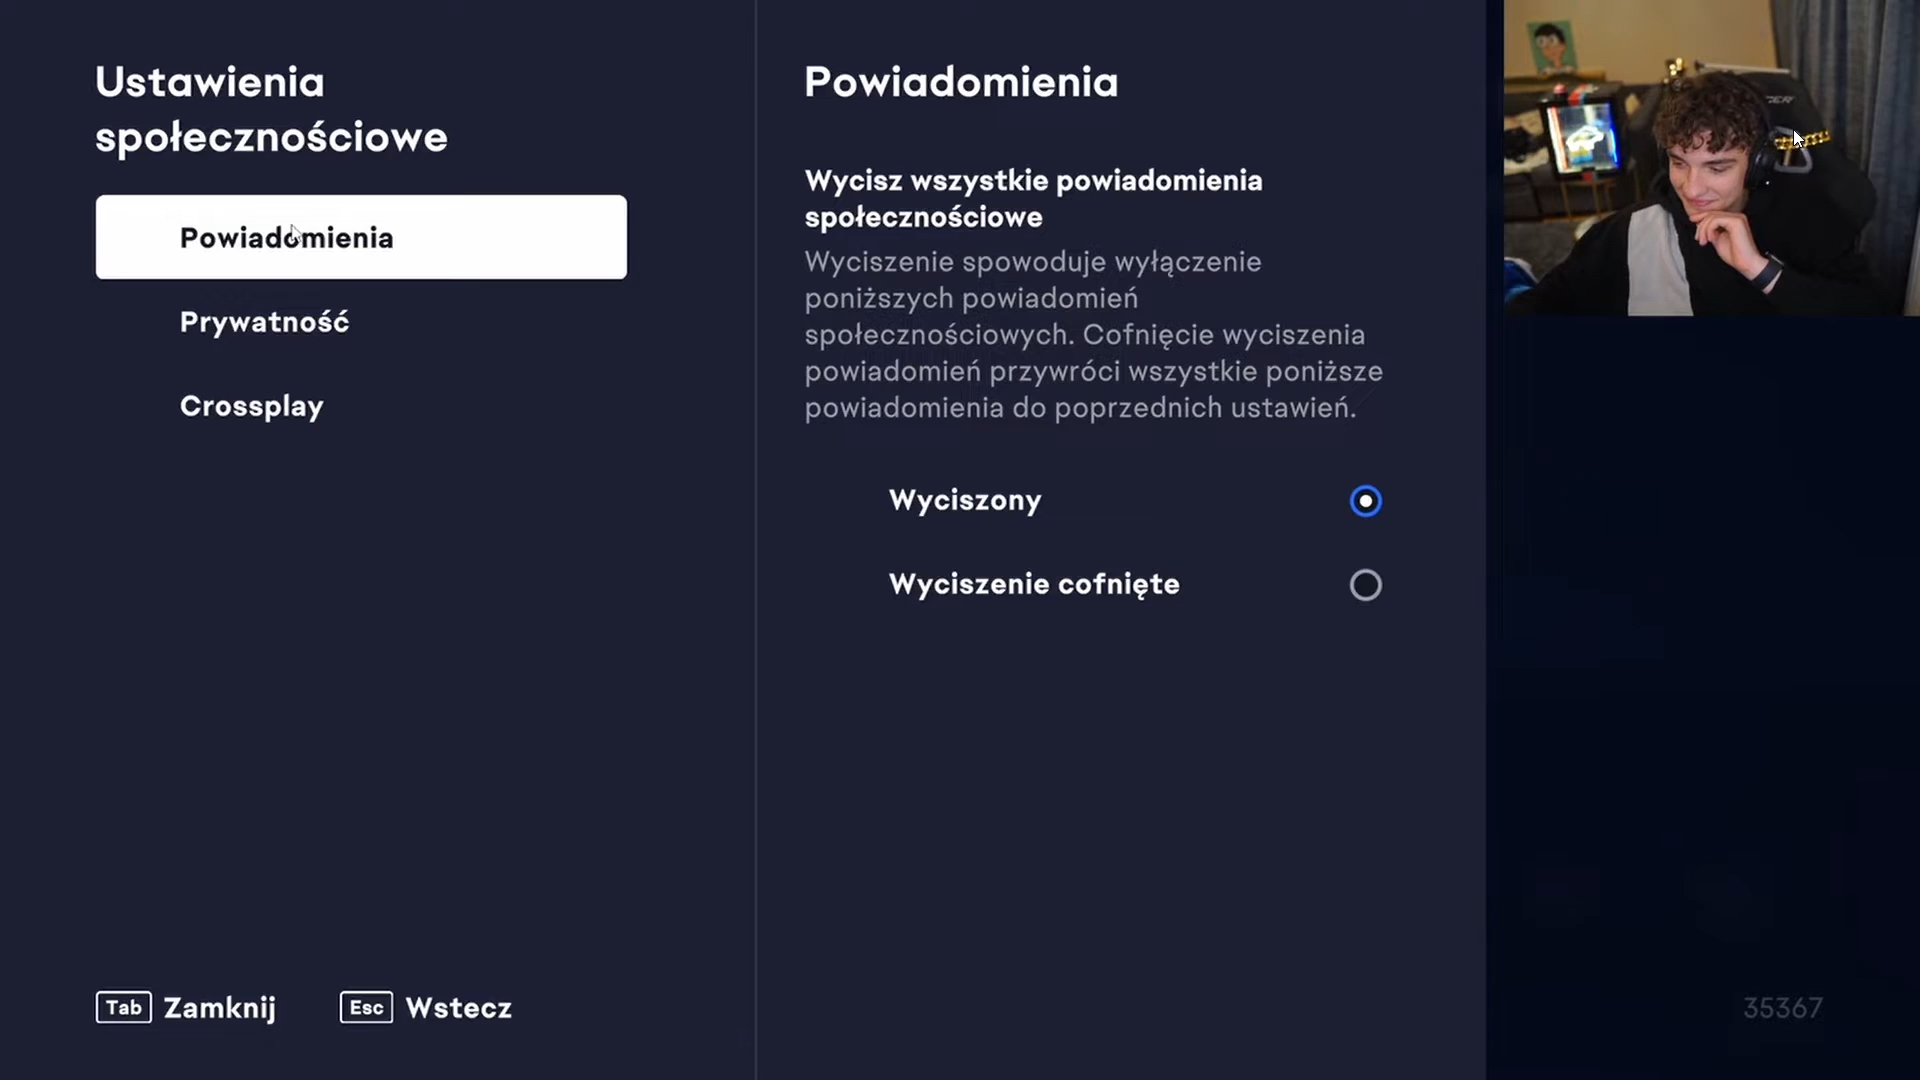 Ustawienia
społecznościowe
Powiadomienia
Prywatność
Crossplay
Tab Zamknij
Esc Wstecz
Powiadomienia
Wycisz wszystkie powiadomienia
społecznościowe
Wyciszenie spowoduje wyłączenie
poniższych powiadomień
społecznościowych. Cofnięcie wyciszenia
powiadomień przywróci wszystkie poniższe
powiadomienia do poprzednich ustawień.
Wyciszony
Wyciszenie cofnięte
35367